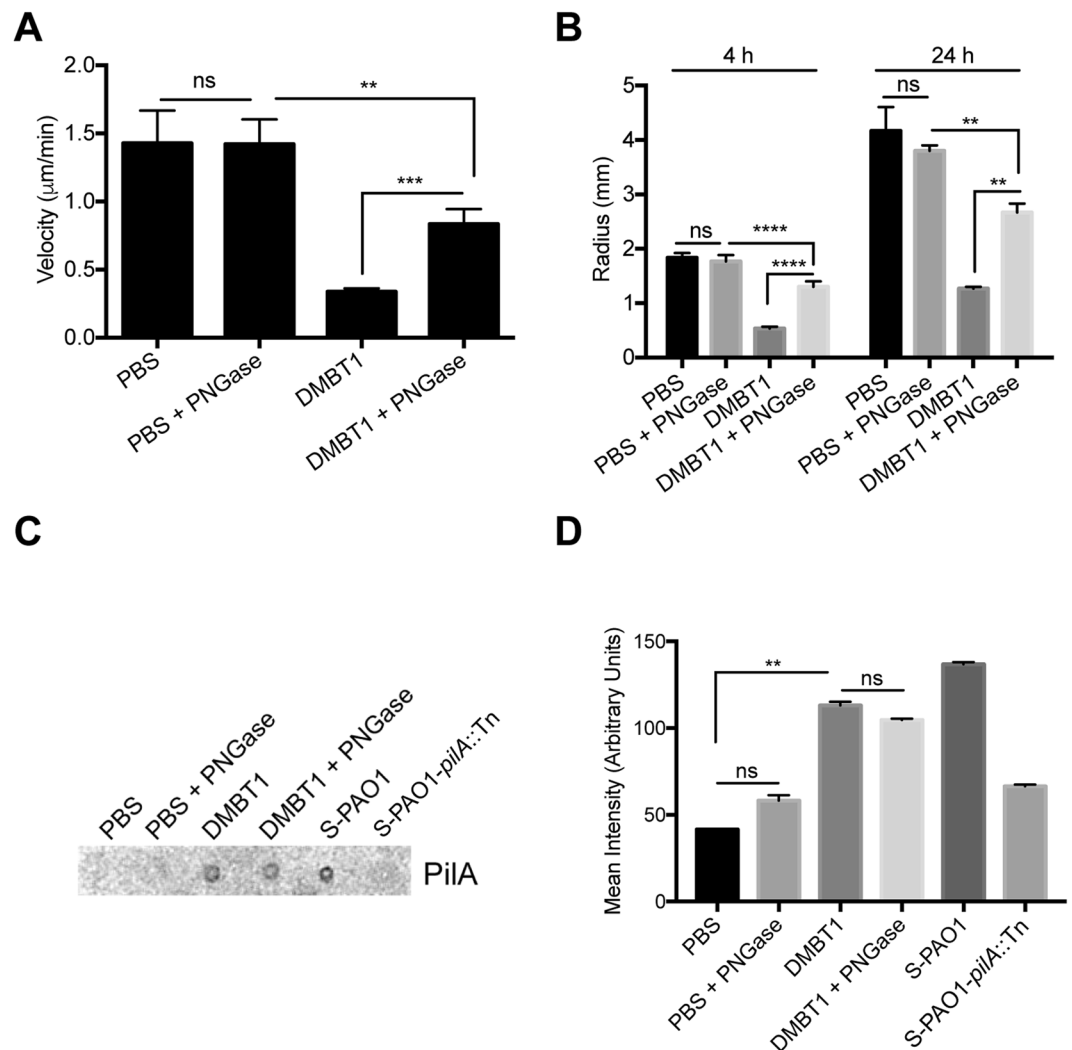 A
Velocity (μm/min)
2.0
1.5
1.0
0.5
0.0
ns
**
***
PBS
PBS + PNGase
DMBT1
DMBT1 + PNGase
B
4 h
24 h
Radius (mm)
5
4
3
2
1
0
ns
****
****
ns
**
**
PBS
PBS + PNGase
DMBT1
DMBT1 + PNGase
PBS
PBS + PNGase
DMBT1
DMBT1 + PNGase
C
PBS
PBS + PNGase
DMBT1
DMBT1 + PNGase
S-PAO1
S-PAO1-pilA::Tn
PilA
D
Mean Intensity (Arbitrary Units)
150
100
50
0
**
ns
ns
PBS
PBS + PNGase
DMBT1
DMBT1 + PNGase
S-PAO1
S-PAO1-pilA::Tn